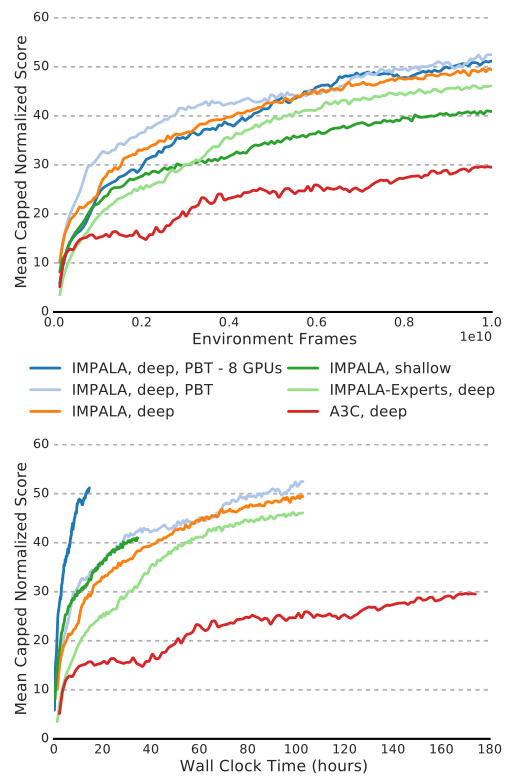 60
50
40
30
20
10
0
Mean Capped Normalized Score
0.0 0.2 0.4 0.6 0.8 1.0
Environment Frames
1e10
IMPALA, deep, PBT - 8 GPUs
IMPALA, deep, PBT
IMPALA, deep
IMPALA, shallow
IMPALA-Experts, deep
A3C, deep
60
50
40
30
20
10
0
Mean Capped Normalized Score
0 20 40 60 80 100 120 140 160 180
Wall Clock Time (hours)